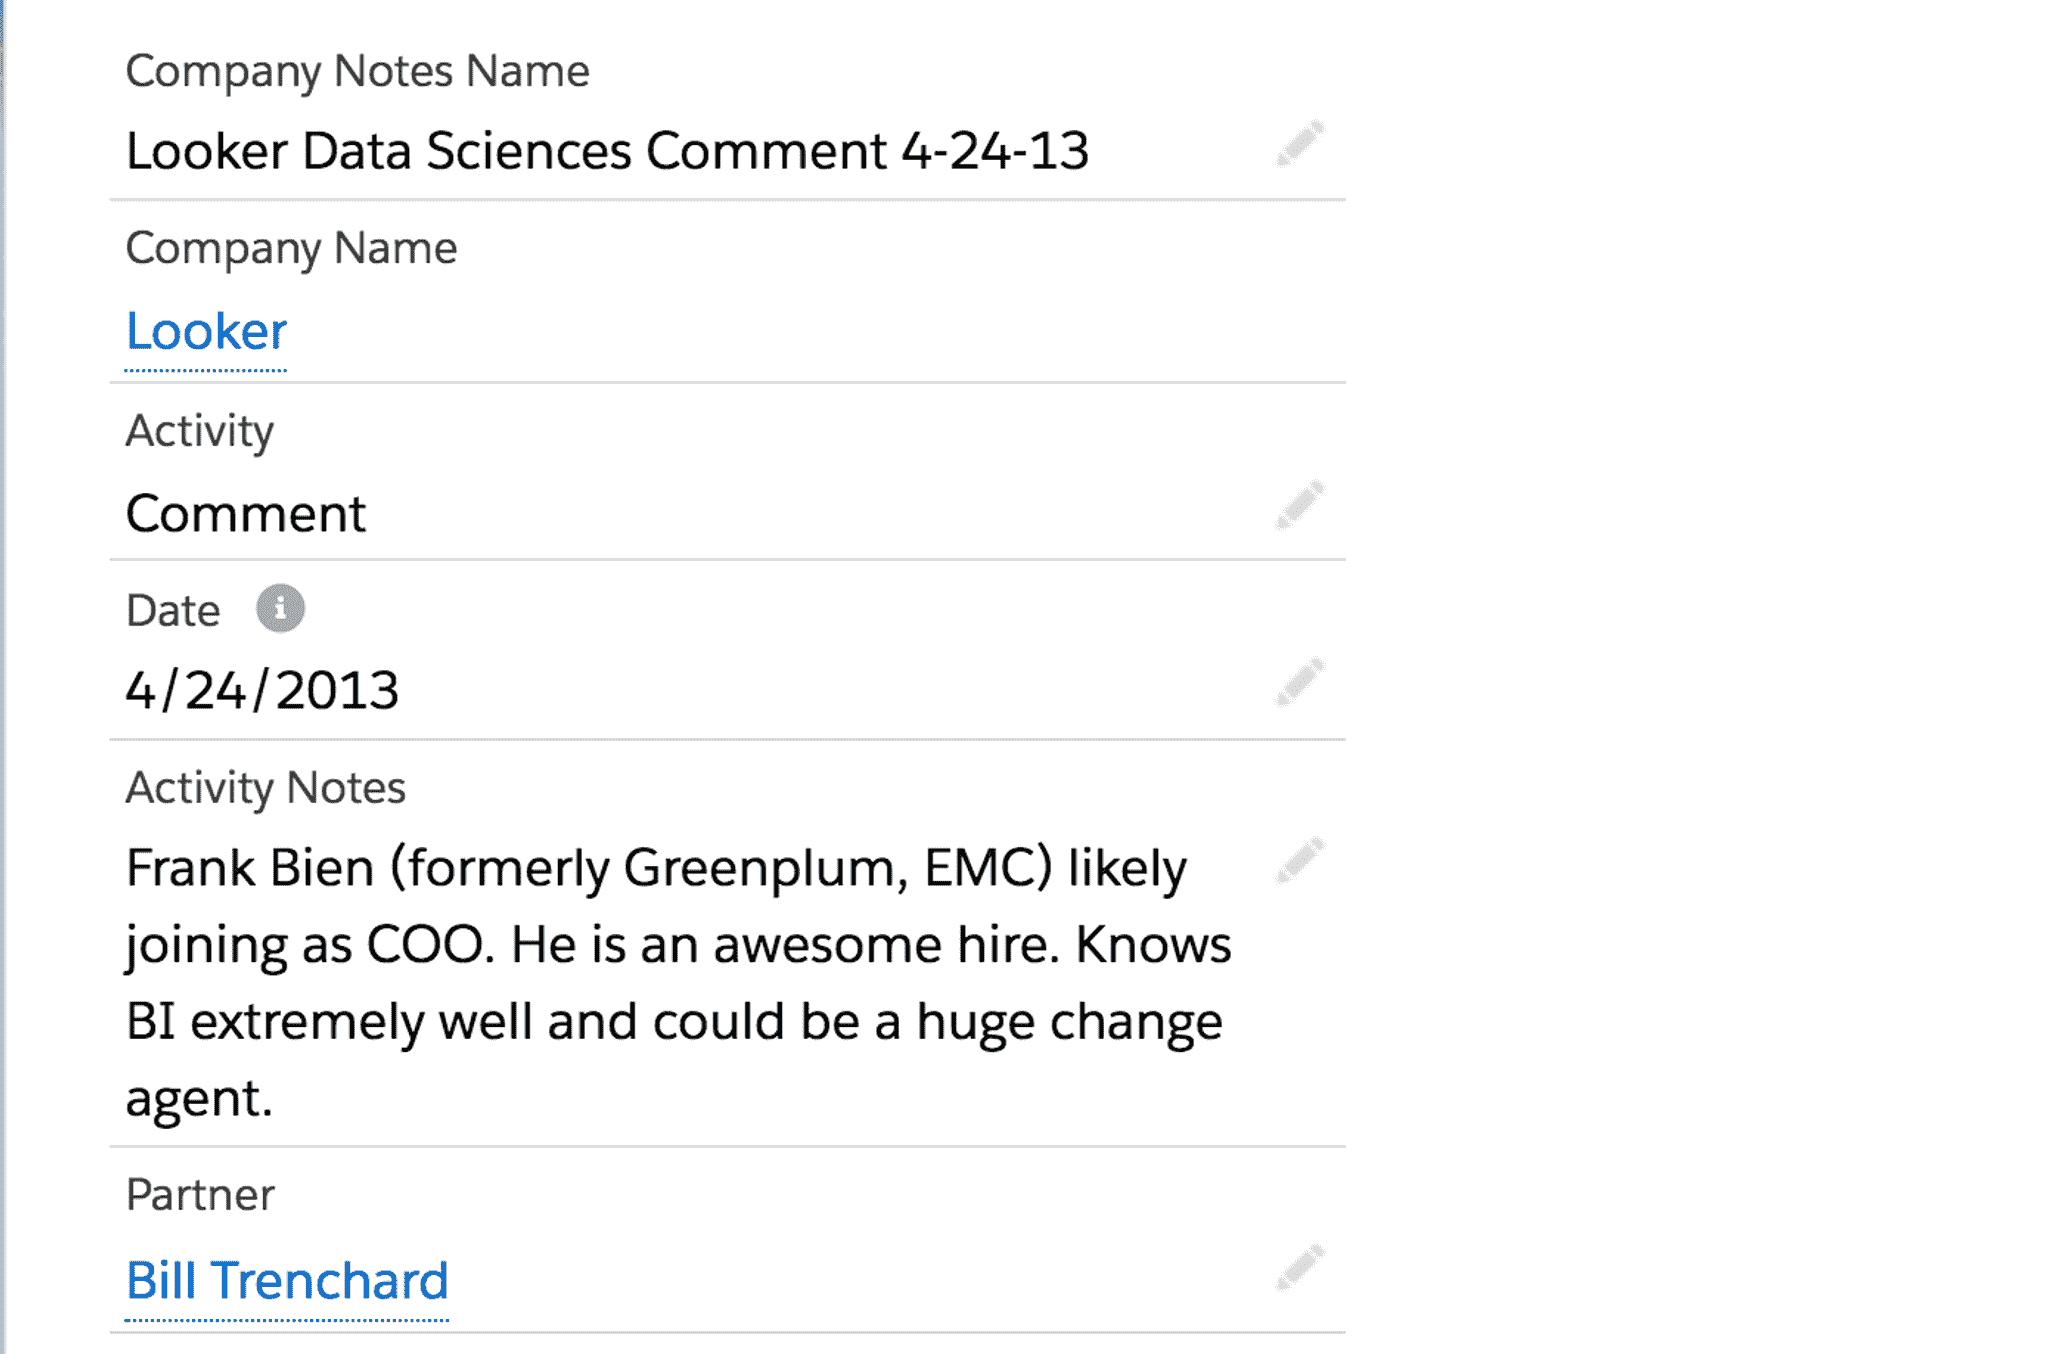 Company Notes Name
Looker Data Sciences Comment 4-24-13
Company Name
Looker
Activity
Comment
Date
4/24/2013
Activity Notes
Frank Bien (formerly Greenplum, EMC) likely
joining as COO. He is an awesome hire. Knows
BI extremely well and could be a huge change
agent.
Partner
Bill Trenchard